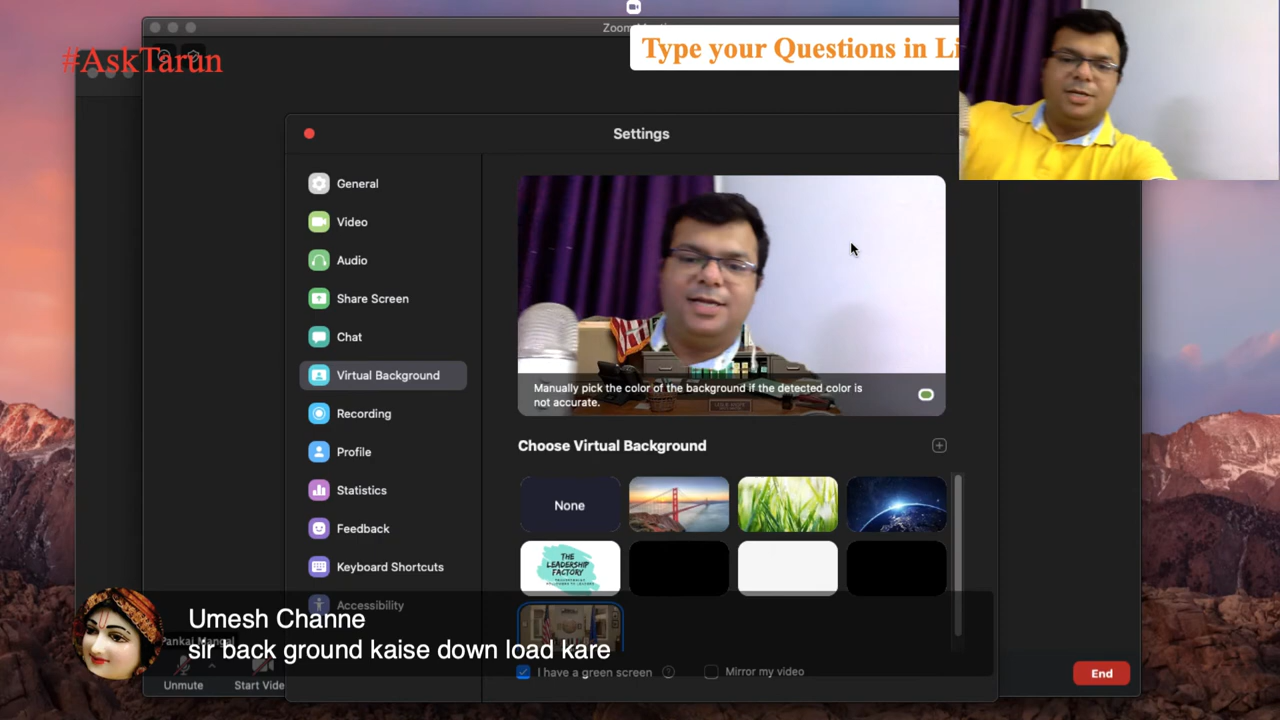 Zoom
#AskTarun
Type your Questions in Li
Settings
General
Video
Audio
Share Screen
Chat
Virtual Background
Recording
Profile
Statistics
Feedback
Keyboard Shortcuts
Accessibility
Manually pick the color of the background if the detected color is
not accurate.
Choose Virtual Background
None
THE
LEADERSHIP
FACTORY
Umesh Channe
Pankaj Mangal
sir back ground kaise down load kare
I have a green screen
Mirror my video
Unmute
Start Vide
End